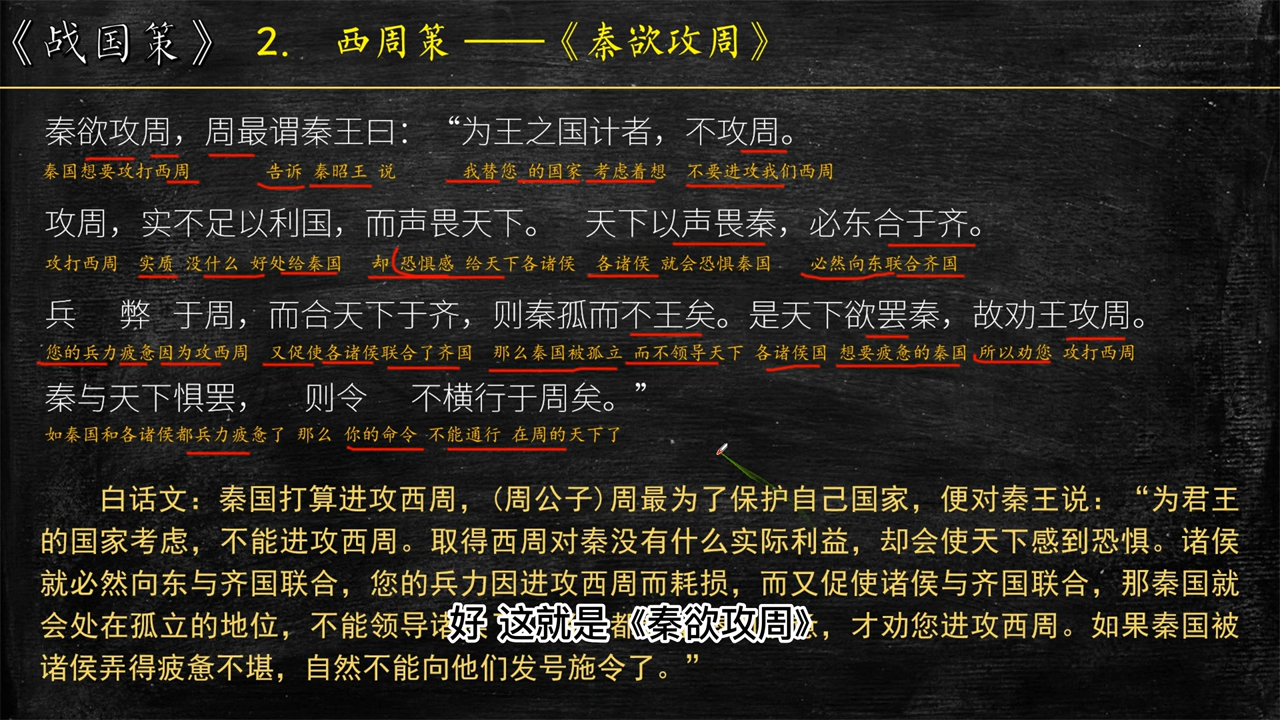 《战国策》 2. 西周策 ——《秦欲攻周》
秦欲攻周，周最谓秦王曰：“为王之国计者，不攻周。
秦国想要攻打西周 告诉 秦昭王 说 我替您 的国家 考虑着想 不要进攻我们西周
攻周，实不足以利国，而声畏天下。 天下以声畏秦，必东合于齐。
攻打西周 实质 没什么 好处给秦国 却 恐惧感 给天下各诸侯 各诸侯 就会恐惧秦国 必然向东联合齐国
兵 弊 于周，而合天下于齐，则秦孤而不王矣。是天下欲罢秦，故劝王攻周。
您的兵力疲惫因为攻西周 又促使各诸侯联合了齐国 那么秦国被孤立 而不领导天下 各诸侯国 想要疲惫的秦国 所以劝您 攻打西周
秦与天下惧罢， 则令 不横行于周矣。”
如秦国和各诸侯都兵力疲惫了 那么 你的命令 不能通行 在周的天下了
白话文：秦国打算进攻西周，(周公子)周最为了保护自己国家，便对秦王说：“为君王
的国家考虑，不能进攻西周。取得西周对秦没有什么实际利益，却会使天下感到恐惧。诸侯
就必然向东与齐国联合，您的兵力因进攻西周而耗损，而又促使诸侯与齐国联合，那秦国就
会处在孤立的地位，不能领导诸 都 ，才劝您进攻西周。如果秦国被
好 这就是《秦欲攻周》
诸侯弄得疲惫不堪，自然不能向他们发号施令了。”